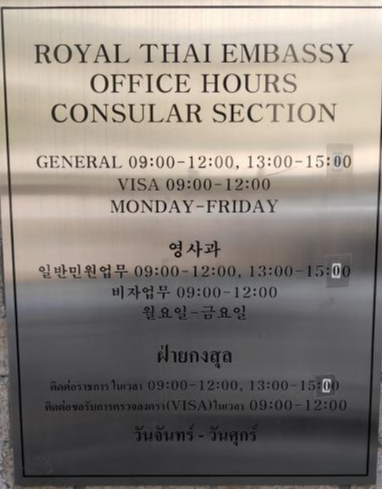 ROYAL THAI EMBASSY
OFFICE HOURS
CONSULAR SECTION
GENERAL 09:00-12:00, 13:00-15:00
VISA 09:00-12:00
MONDAY-FRIDAY
영사과
일반민원업무 09:00-12:00, 13:00-15:00
비자업무 09:00-12:00
월요일-금요일
ฝ่ายกงสุล
ติดต่อราชการในเวลา 09:00-12:00, 13:00-15:00
ติดต่อขอรับการตรวจลงตรา(VISA)ในเวลา 09:00-12:00
วันจันทร์ - วันศุกร์